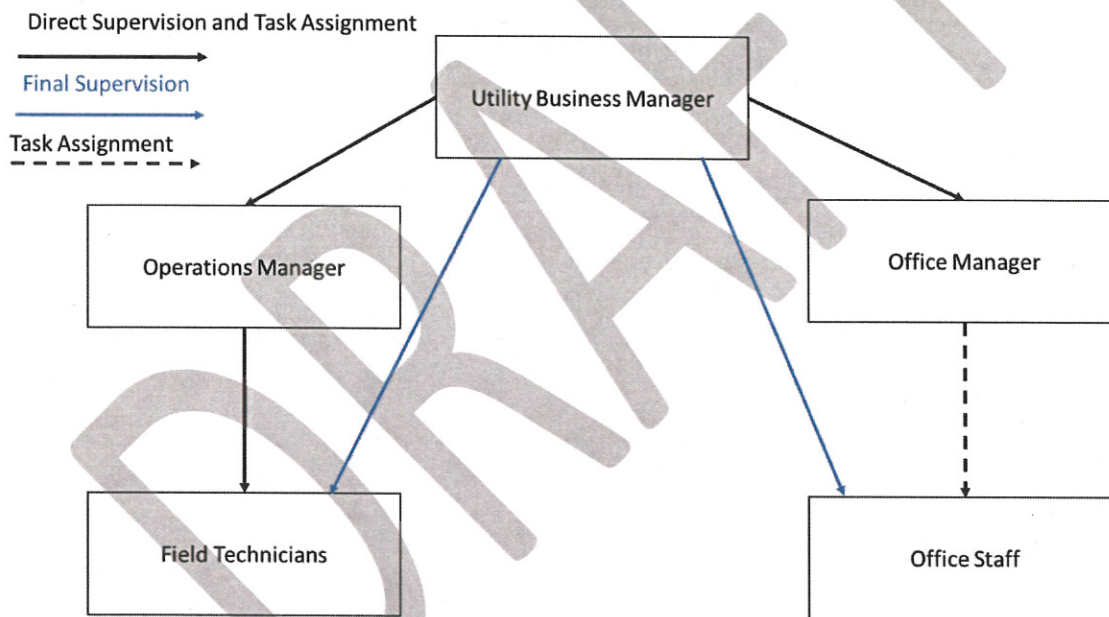 Direct Supervision and Task Assignment
Final Supervision
Task Assignment
Utility Business Manager
Operations Manager
Office Manager
Field Technicians
Office Staff
DRAFT